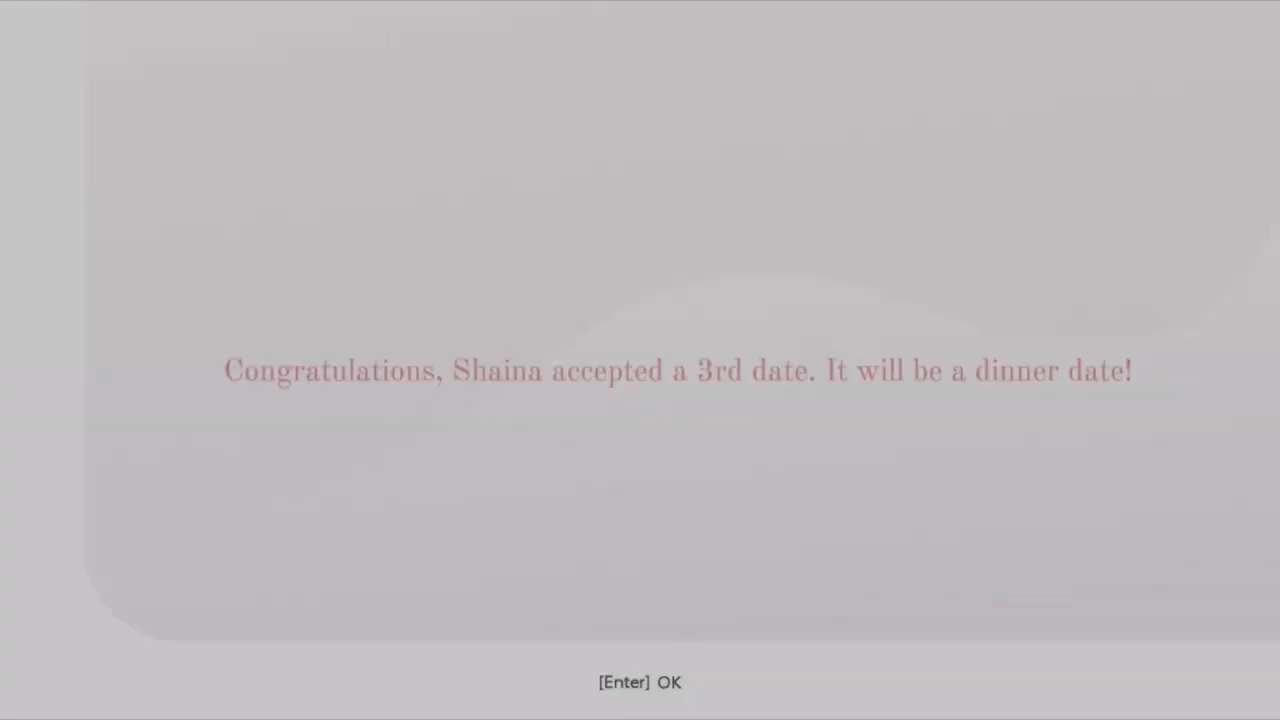 Congratulations, Shaina accepted a 3rd date. It will be a dinner date!
[Enter] OK